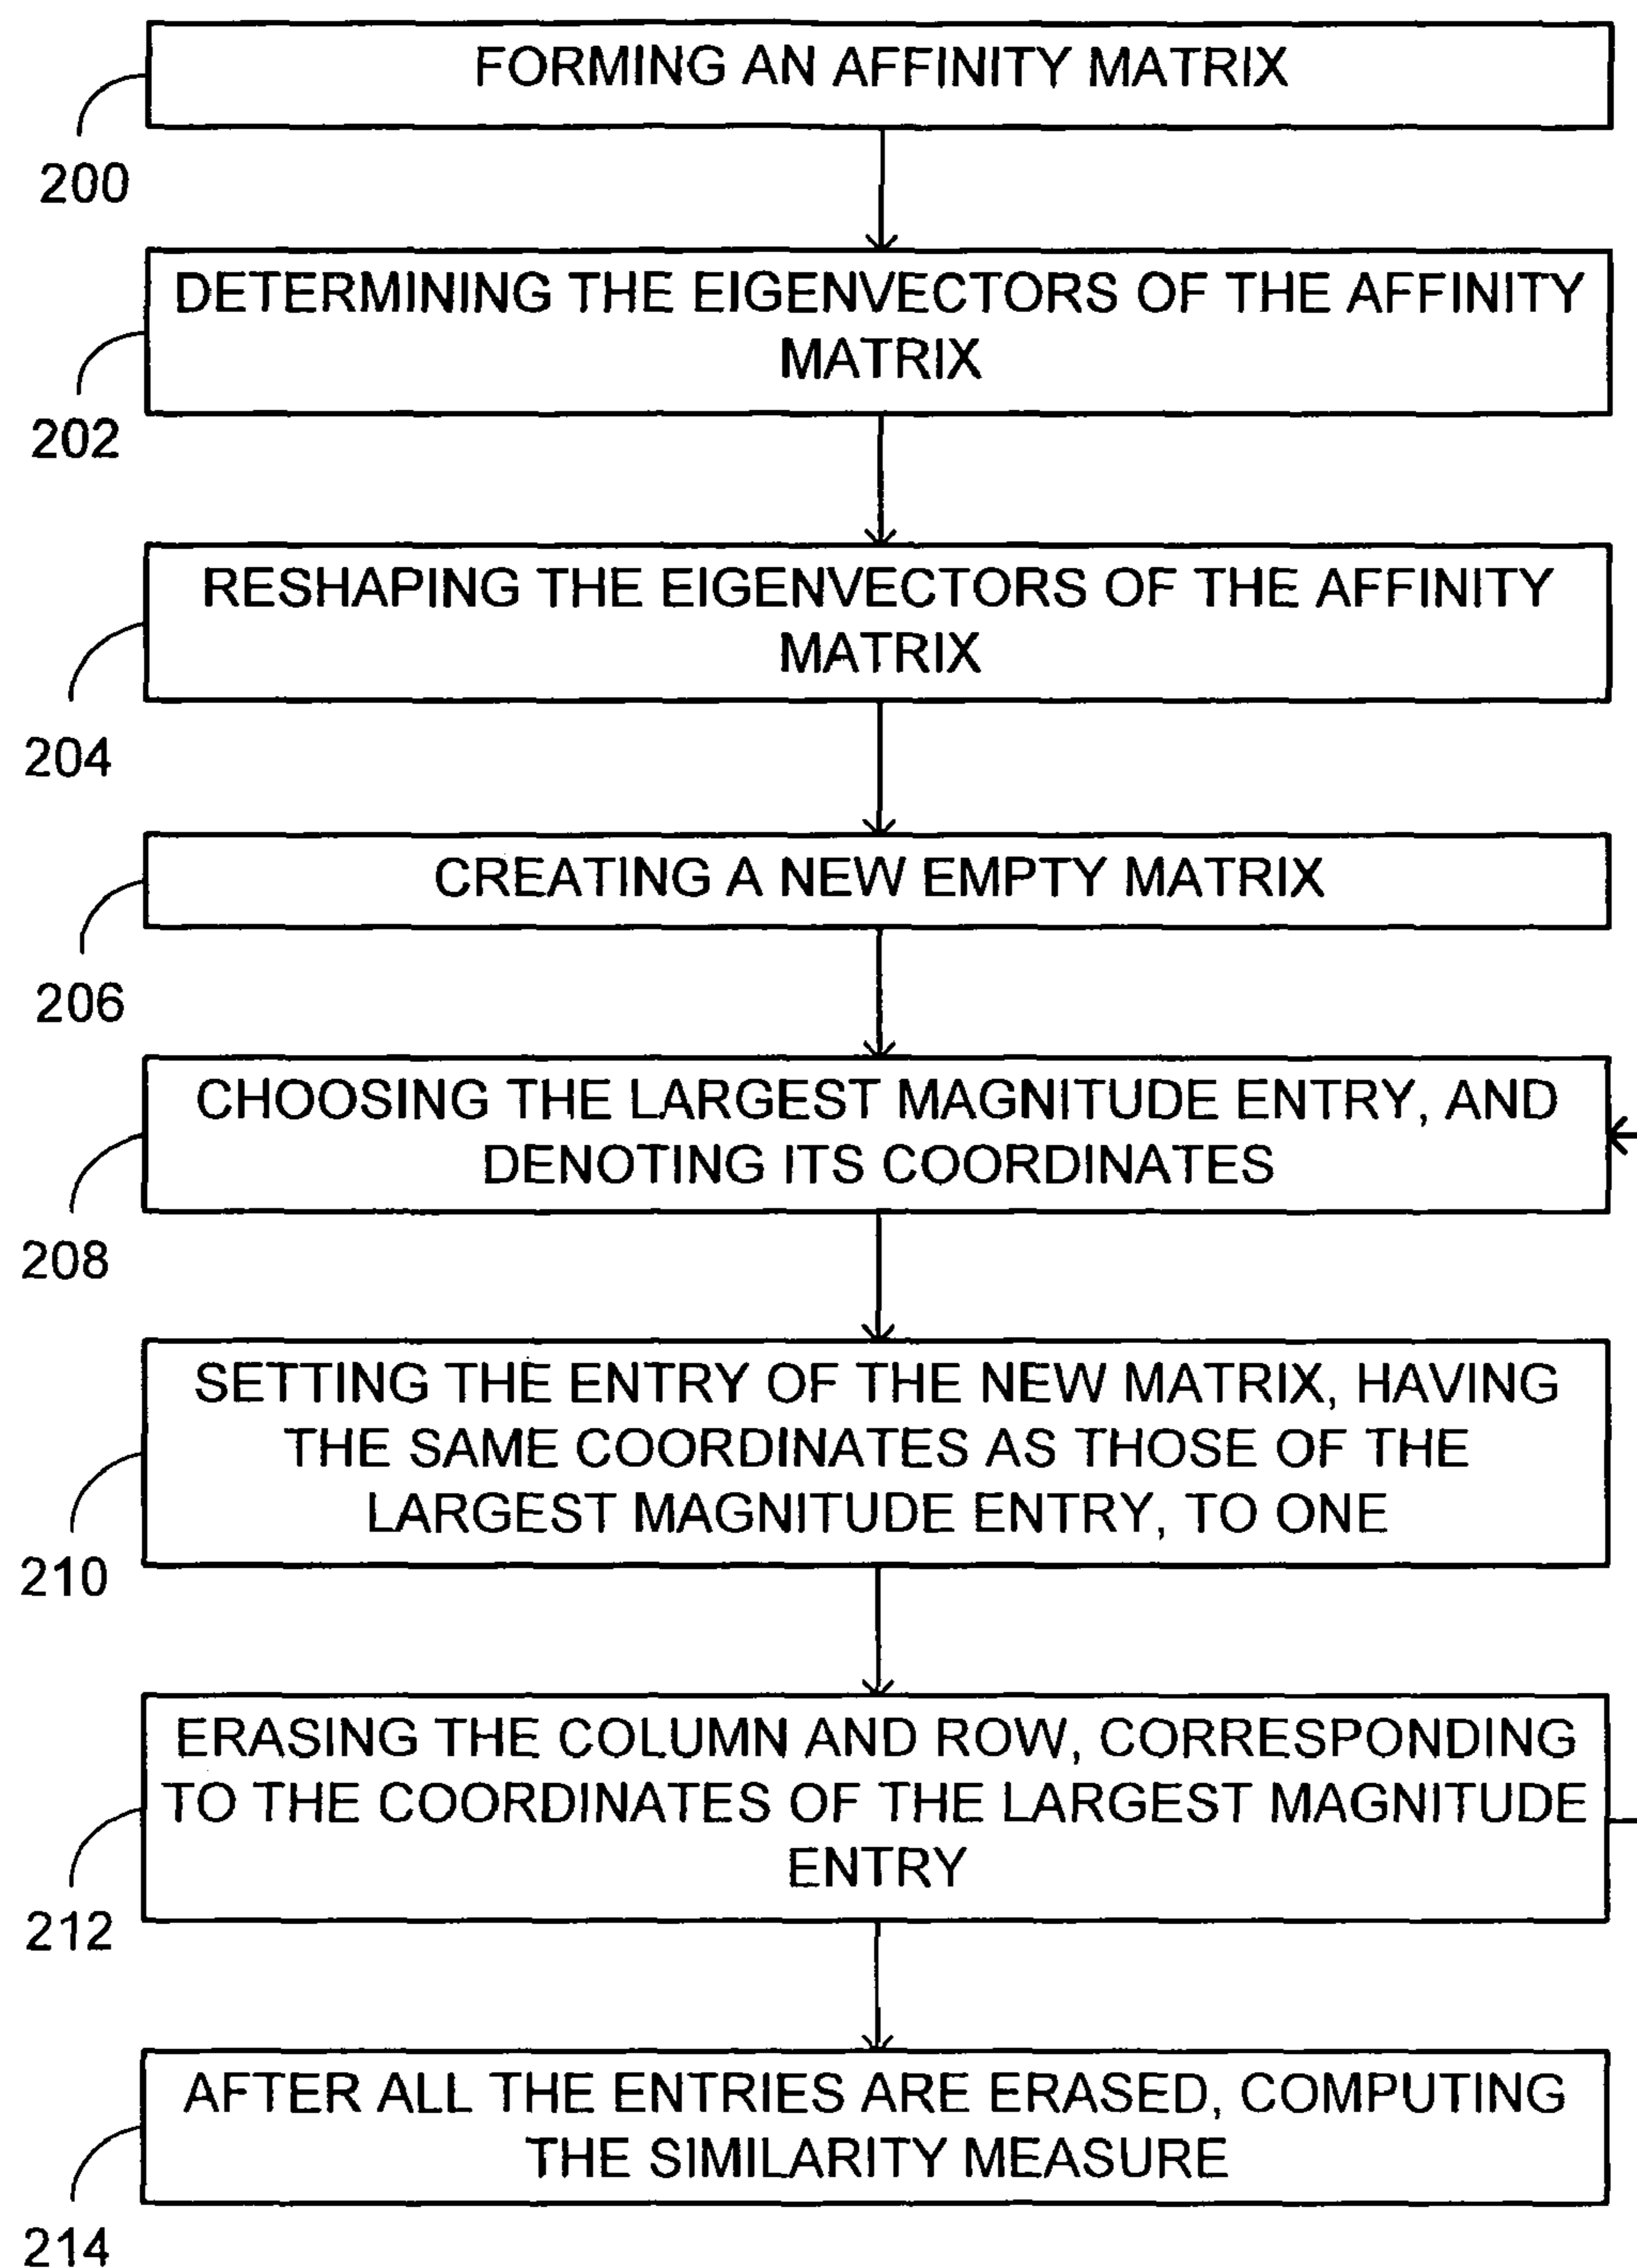 FORMING AN AFFINITY MATRIX
200
DETERMINING THE EIGENVECTORS OF THE AFFINITY
MATRIX
202
RESHAPING THE EIGENVECTORS OF THE AFFINITY
MATRIX
204
CREATING A NEW EMPTY MATRIX
206
CHOOSING THE LARGEST MAGNITUDE ENTRY, AND
DENOTING ITS COORDINATES
208
SETTING THE ENTRY OF THE NEW MATRIX, HAVING
THE SAME COORDINATES AS THOSE OF THE
LARGEST MAGNITUDE ENTRY, TO ONE
210
ERASING THE COLUMN AND ROW, CORRESPONDING
TO THE COORDINATES OF THE LARGEST MAGNITUDE
ENTRY
212
AFTER ALL THE ENTRIES ARE ERASED, COMPUTING
THE SIMILARITY MEASURE
214